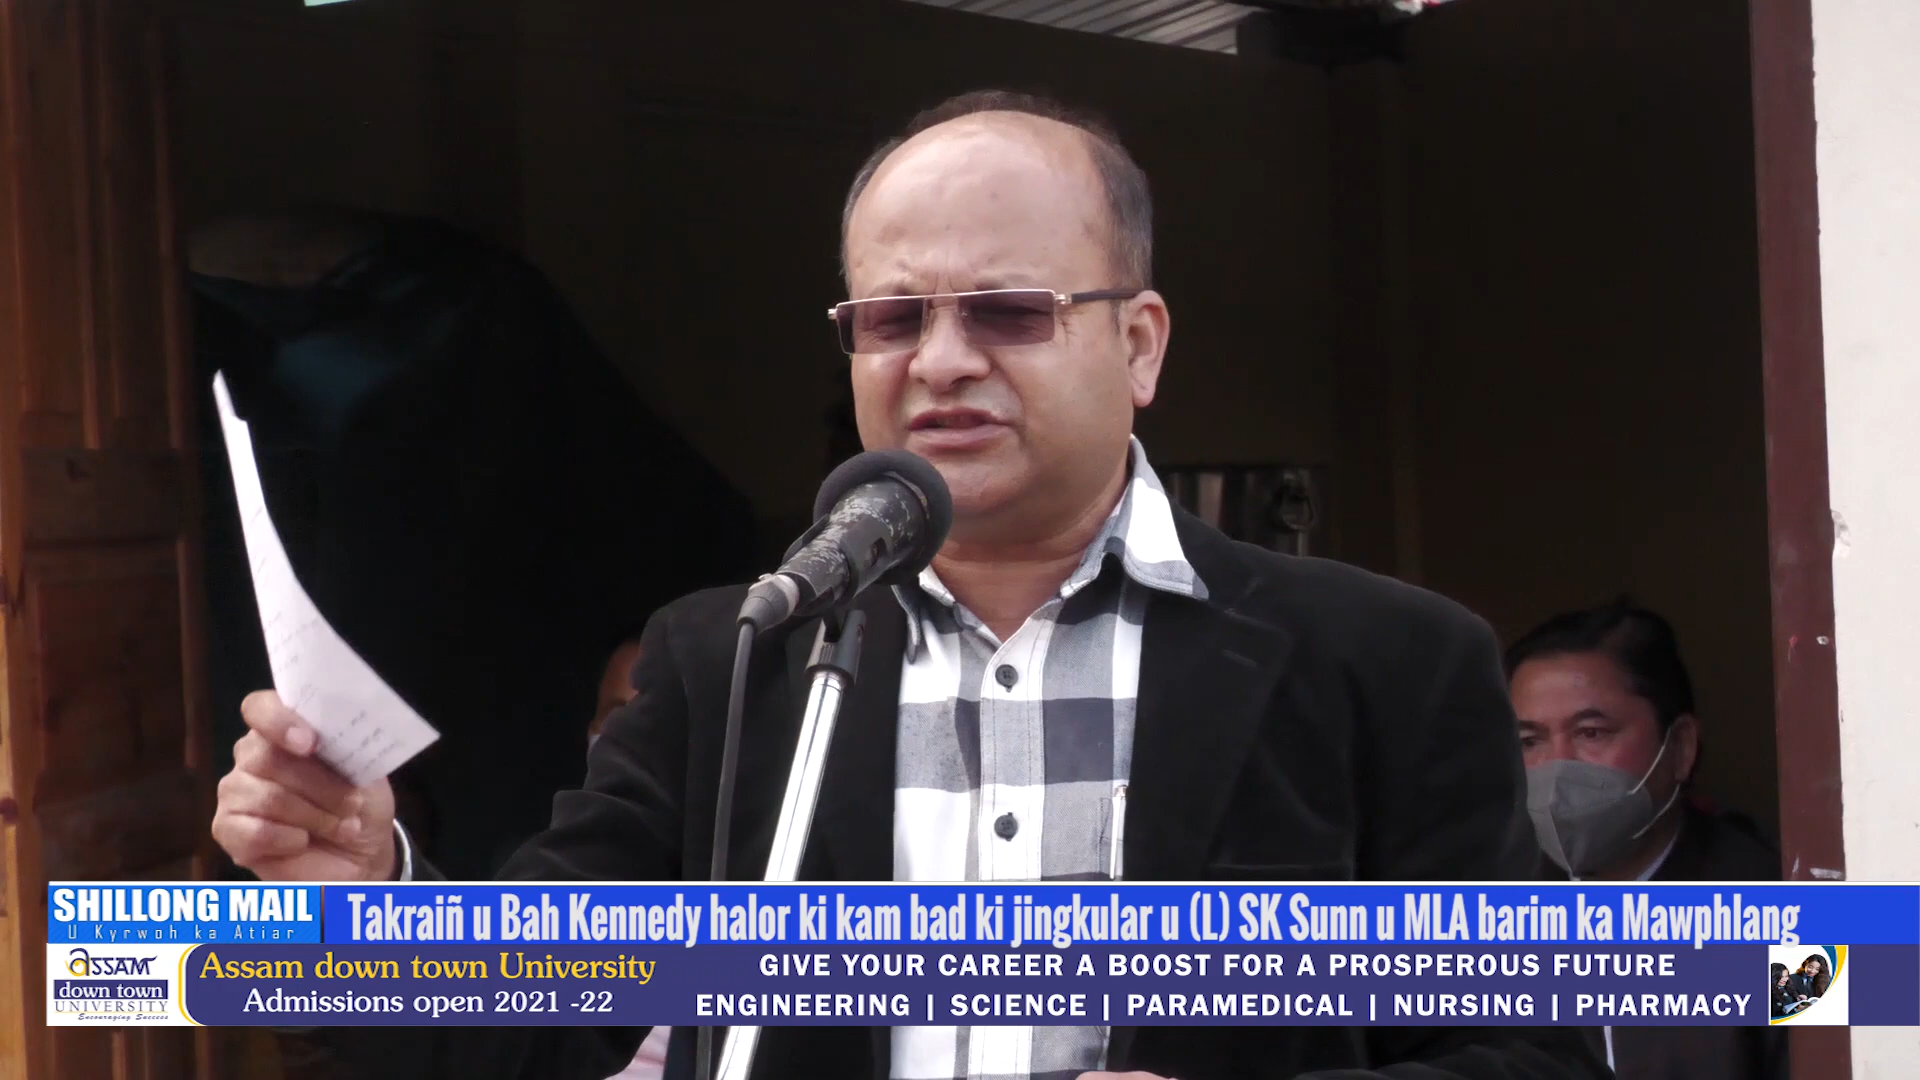 SHILLONG MAIL
U Kyrwoh ka Atiar
Takraiñ u Bah Kennedy halor ki kam bad ki jingkular u (L) SK Sunn u MLA barim ka Mawphlang
assam
down town
UNIVERSITY
Encouraging Success
Assam down town University
Admissions open 2021 -22
GIVE YOUR CAREER A BOOST FOR A PROSPEROUS FUTURE
ENGINEERING | SCIENCE | PARAMEDICAL | NURSING | PHARMACY